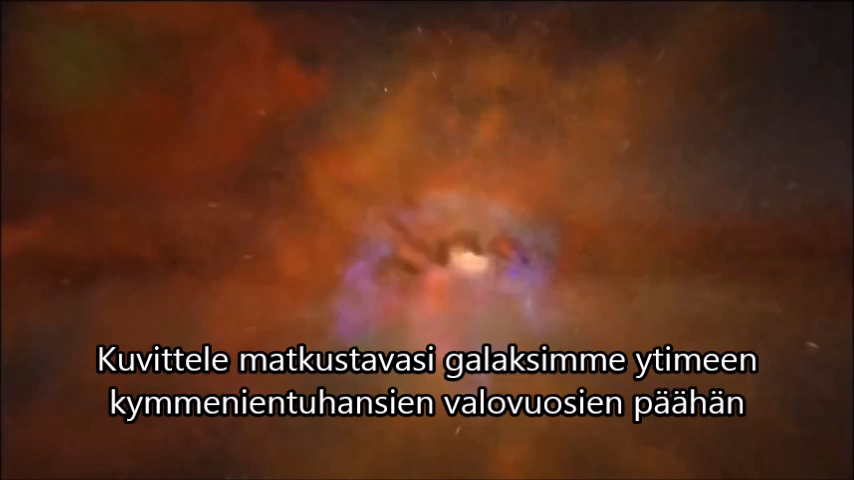 Kuvittele matkustavasi galaksimme ytimeen
kymmenientuhansien valovuosien päähän